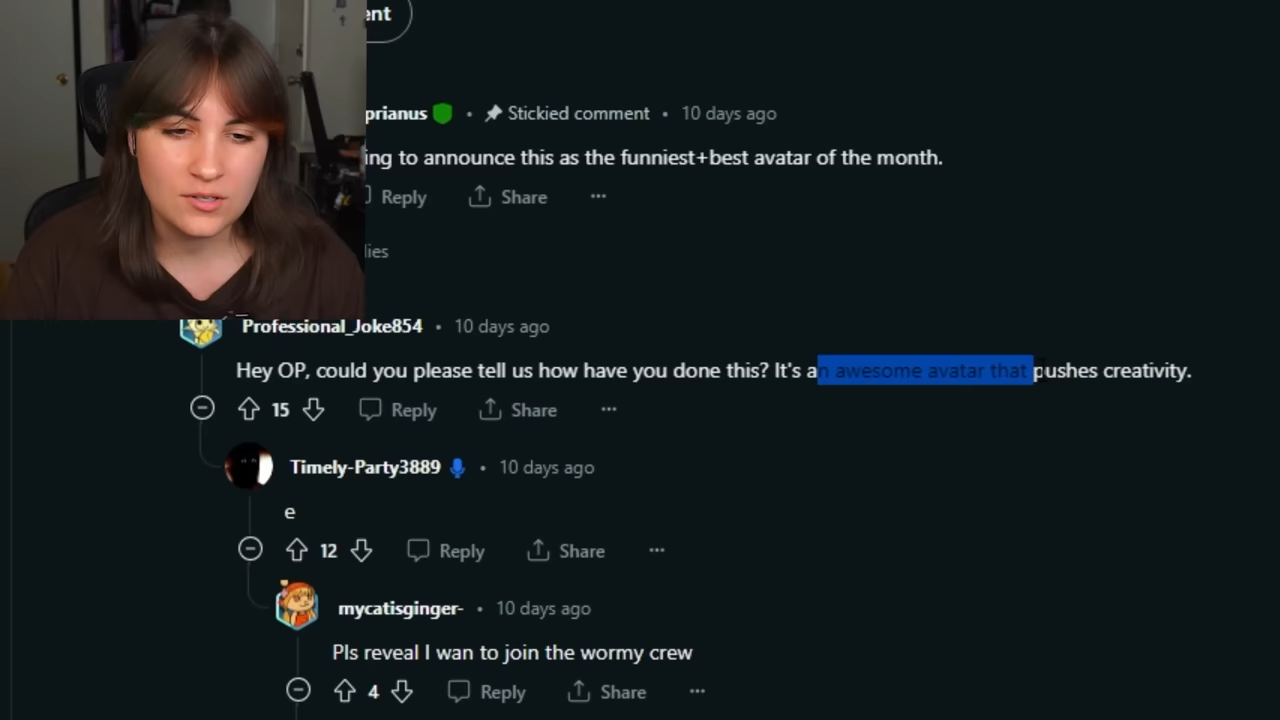 ent
prianus • Stickied comment • 10 days ago
ing to announce this as the funniest+best avatar of the month.
Reply Share ...
lies
Professional_Joke854 • 10 days ago
Hey OP, could you please tell us how have you done this? It's an awesome avatar that pushes creativity.
15 Reply Share ...
Timely-Party3889 • 10 days ago
e
12 Reply Share ...
mycatisginger- • 10 days ago
Pls reveal I wan to join the wormy crew
4 Reply Share ...